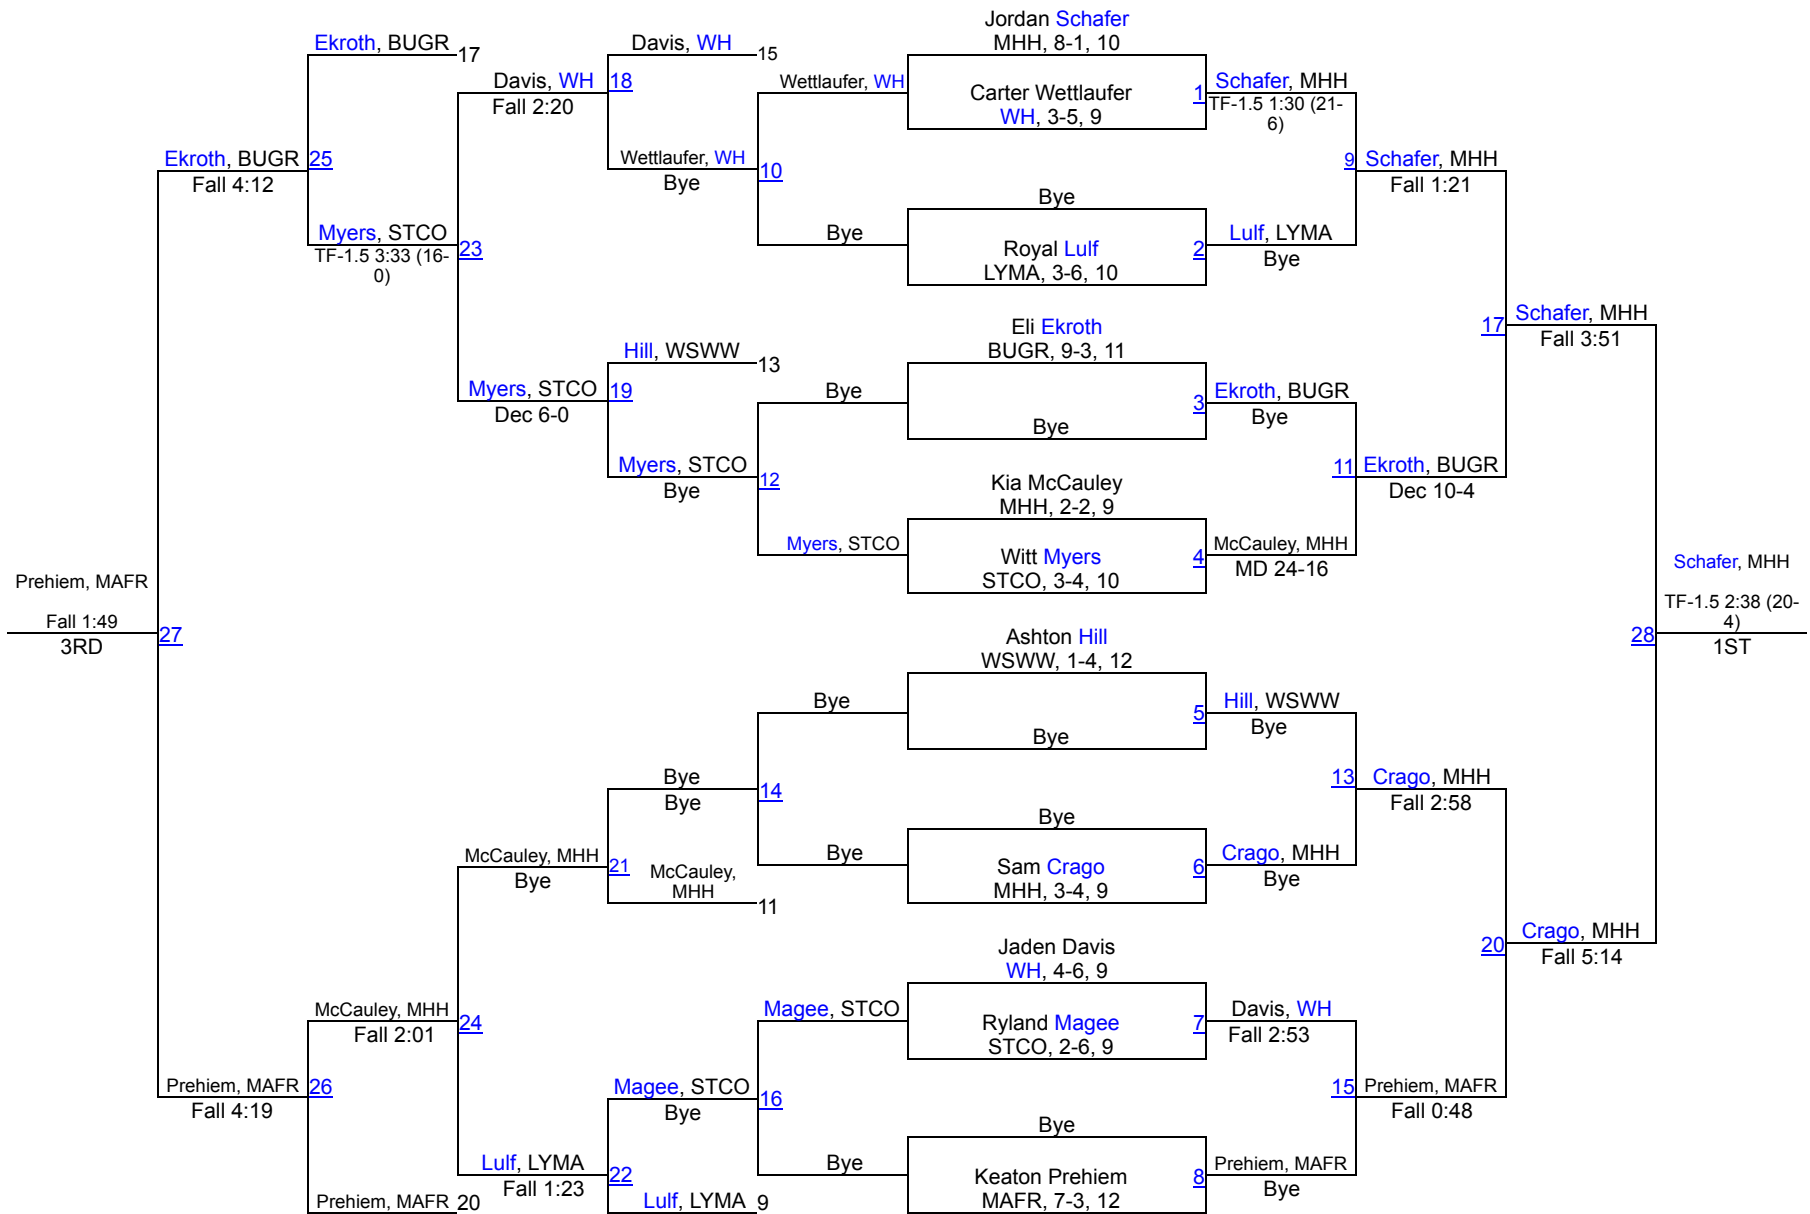 Jordan Schafer
MHH, 8-1, 10
Ekroth, BUGR
17
Davis, WH
15
Davis, WH
18
Fall 2:20
Wettlaufer, WH
Carter Wettlaufer
WH, 3-5, 9
1
Schafer, MHH
TF-1.5 1:30 (21-
6)
Ekroth, BUGR
25
Fall 4:12
Wettlaufer, WH
Bye
10
9
Schafer, MHH
Fall 1:21
Bye
Myers, STCO
TF-1.5 3:33 (16-
0)
23
Bye
Royal Lulf
LYMA, 3-6, 10
2
Lulf, LYMA
Bye
Eli Ekroth
BUGR, 9-3, 11
17
Schafer, MHH
Fall 3:51
Hill, WSWW
13
Myers, STCO
19
Dec 6-0
Bye
Bye
3
Ekroth, BUGR
Bye
Myers, STCO
Bye
12
Kia McCauley
MHH, 2-2, 9
11
Ekroth, BUGR
Dec 10-4
Myers, STCO
Witt Myers
STCO, 3-4, 10
4
McCauley, MHH
MD 24-16
Prehiem, MAFR
Fall 1:49
3RD
27
Schafer, MHH
TF-1.5 2:38 (20-
4)
28
1ST
Ashton Hill
WSWW, 1-4, 12
Bye
Bye
5
Hill, WSWW
Bye
Bye
Bye
14
13
Crago, MHH
Fall 2:58
Bye
McCauley, MHH
Bye
21
McCauley,
MHH
11
Bye
Sam Crago
MHH, 3-4, 9
6
Crago, MHH
Bye
Jaden Davis
WH, 4-6, 9
20
Crago, MHH
Fall 5:14
McCauley, MHH
Fall 2:01
24
Magee, STCO
Ryland Magee
STCO, 2-6, 9
7
Davis, WH
Fall 2:53
Prehiem, MAFR
Fall 4:19
26
Magee, STCO
Bye
16
15
Prehiem, MAFR
Fall 0:48
Bye
Lulf, LYMA
Fall 1:23
22
Bye
Keaton Prehiem
MAFR, 7-3, 12
8
Prehiem, MAFR
Bye
Prehiem, MAFR
20
Lulf, LYMA
9